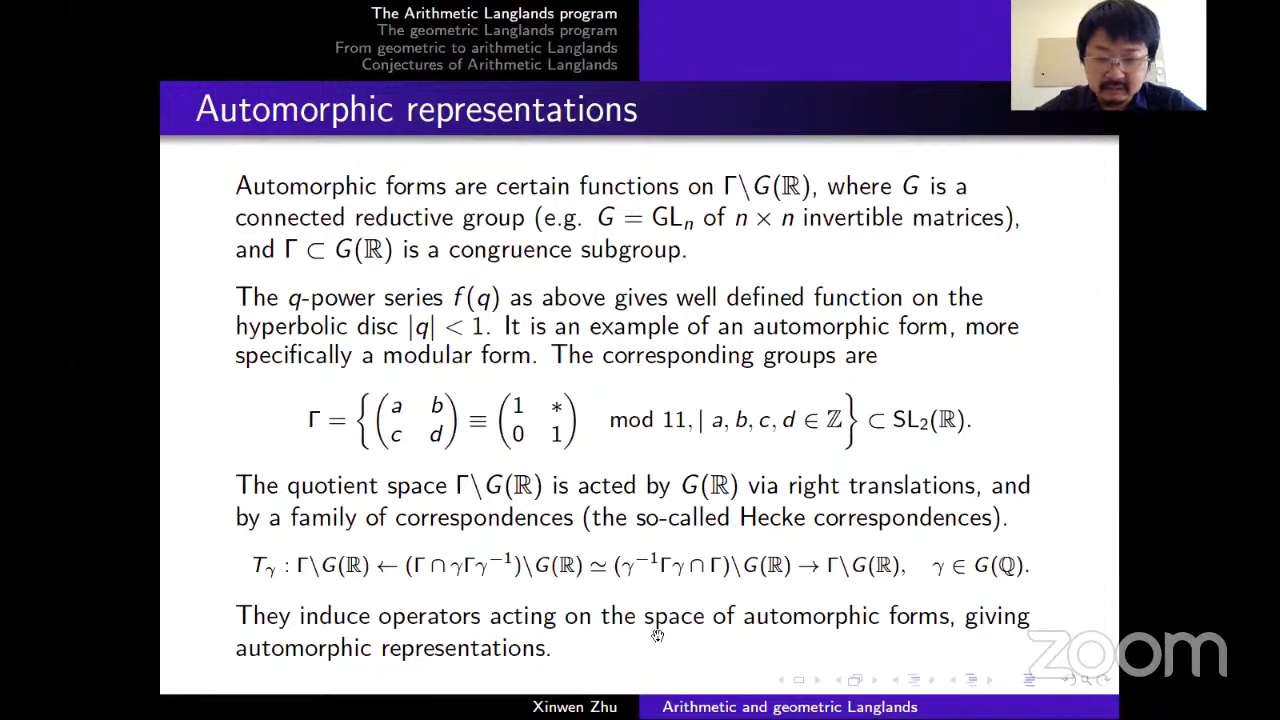 The Arithmetic Langlands program
The geometric Langlands program
From geometric to arithmetic Langlands
Conjectures of Arithmetic Langlands
Automorphic representations
Automorphic forms are certain functions on Γ\G(ℝ), where G is a
connected reductive group (e.g. G = GLₙ of n × n invertible matrices),
and Γ ⊂ G(ℝ) is a congruence subgroup.
The q-power series f(q) as above gives well defined function on the
hyperbolic disc |q| < 1. It is an example of an automorphic form, more
specifically a modular form. The corresponding groups are
Γ = { (a b; c d) ≡ (1 *; 0 1) mod 11, | a, b, c, d ∈ ℤ } ⊂ SL₂(ℝ).
The quotient space Γ\G(ℝ) is acted by G(ℝ) via right translations, and
by a family of correspondences (the so-called Hecke correspondences).
T_γ : Γ\G(ℝ) ← (Γ ∩ γΓγ⁻¹)\G(ℝ) ≃ (γ⁻¹Γγ ∩ Γ)\G(ℝ) → Γ\G(ℝ), γ ∈ G(ℚ).
They induce operators acting on the space of automorphic forms, giving
automorphic representations.
zoom
Xinwen Zhu Arithmetic and geometric Langlands